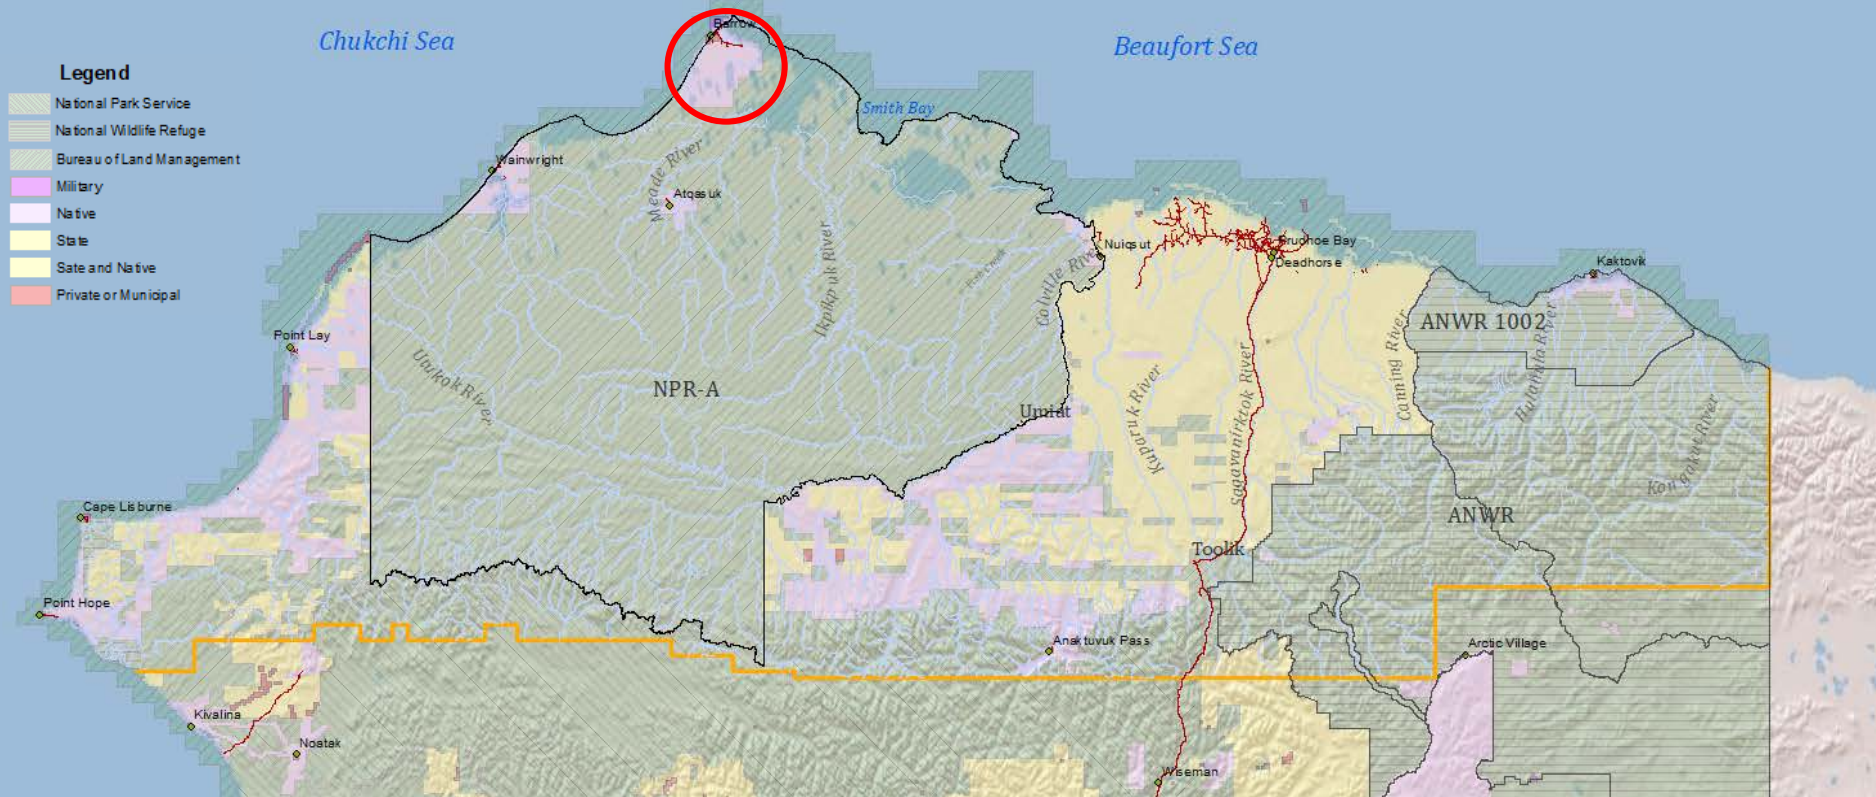 Chukchi Sea
Beaufort Sea
Barrow
Legend
National Park Service
National Wildlife Refuge
Bureau of Land Management
Military
Native
State
Sate and Native
Private or Municipal
Smith Bay
Wainwright
Meade River
Atqasuk
Ikpikpuk River
Fish Creek
Colville River
Nuiqsut
Prudhoe Bay
Deadhorse
Kaktovik
Point Lay
Utukok River
NPR-A
Umiat
Kuparuk River
Sagavanirktok River
Canning River
ANWR 1002
Hulahula River
Kongakut River
Cape Lisburne
ANWR
Toolik
Point Hope
Anaktuvuk Pass
Arctic Village
Kivalina
Noatak
Wiseman